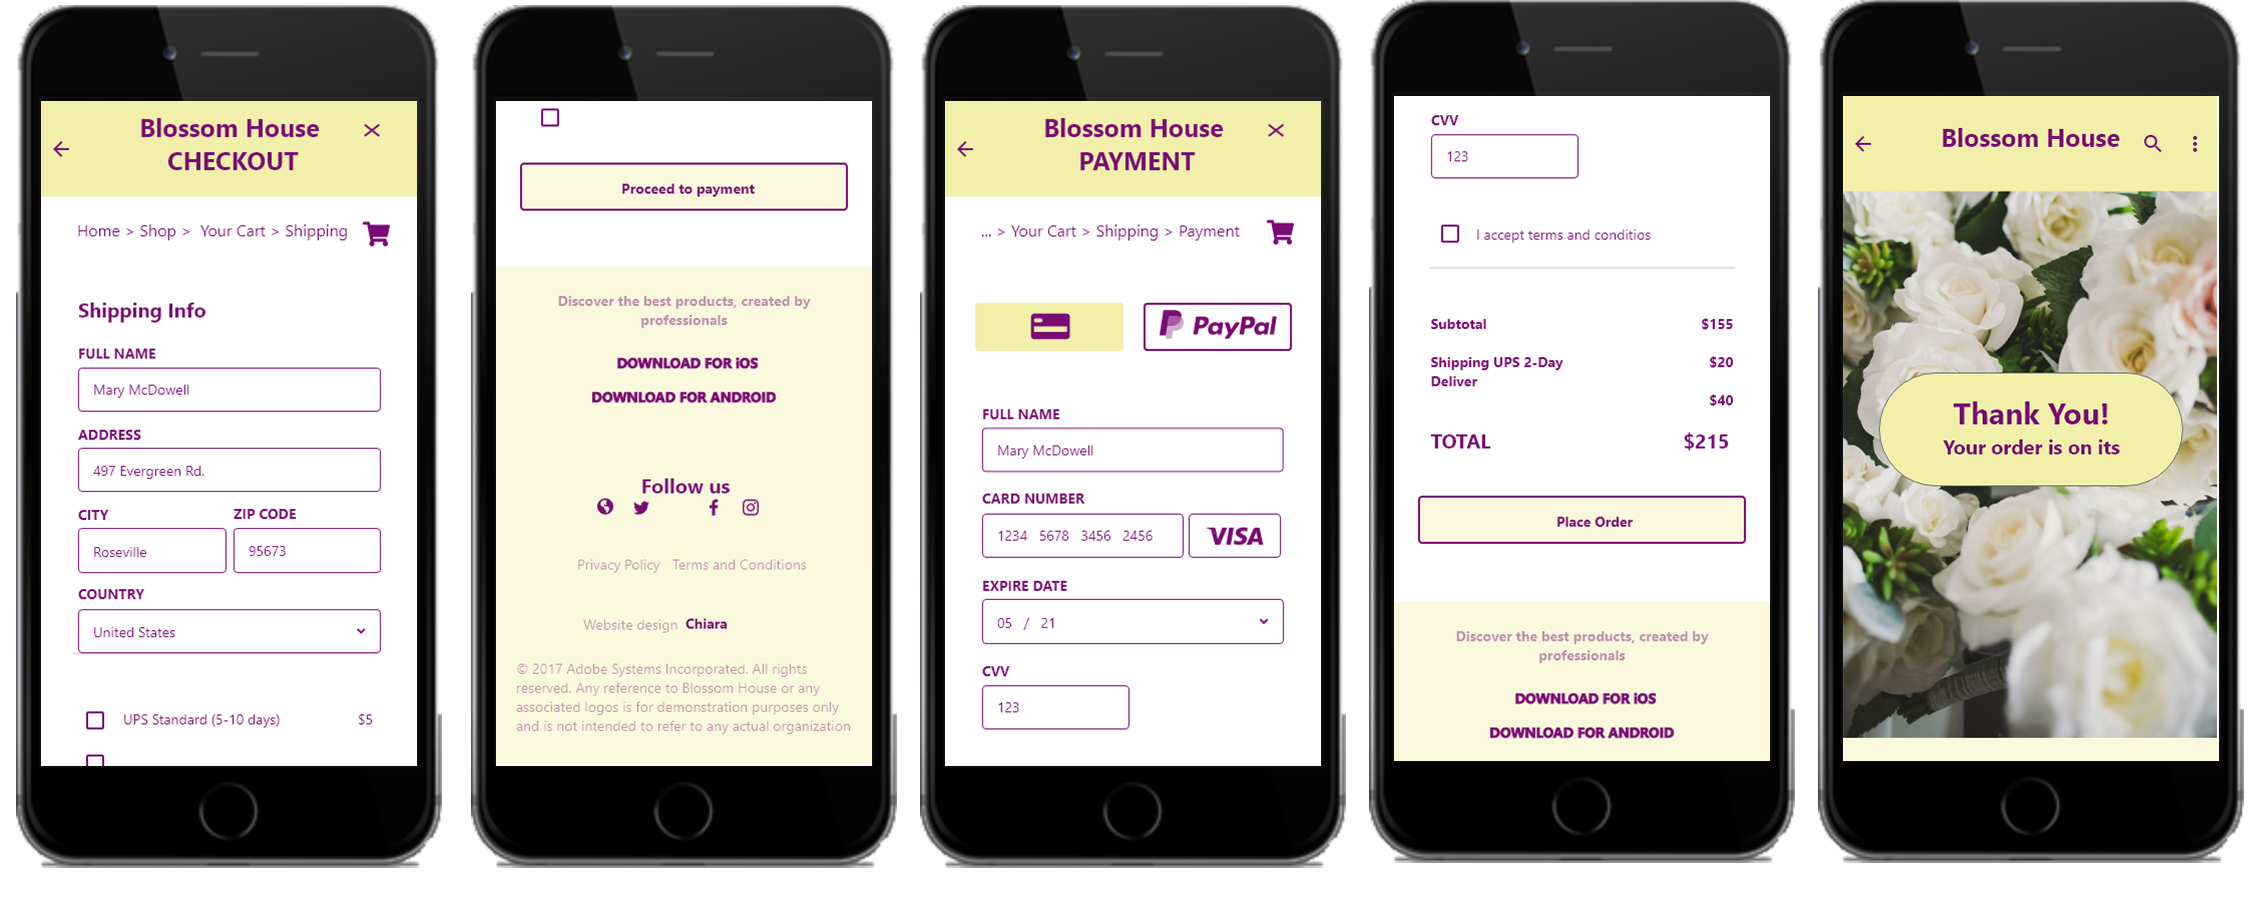 Blossom House
CHECKOUT
Home > Shop > Your Cart > Shipping
Shipping Info
FULL NAME
Mary McDowell
ADDRESS
497 Evergreen Rd.
CITY
ZIP CODE
Roseville
95673
COUNTRY
United States
UPS Standard (5-10 days) $5
Proceed to payment
Discover the best products, created by
professionals
DOWNLOAD FOR iOS
DOWNLOAD FOR ANDROID
Follow us
Privacy Policy Terms and Conditions
Website design Chiara
© 2017 Adobe Systems Incorporated. All rights
reserved. Any reference to Blossom House or any
associated logos is for demonstration purposes only
and is not intended to refer to any actual organization
Blossom House
PAYMENT
... > Your Cart > Shipping > Payment
PayPal
FULL NAME
Mary McDowell
CARD NUMBER
1234 5678 3456 2456
VISA
EXPIRE DATE
05 / 21
CVV
123
CVV
123
I accept terms and conditios
Subtotal $155
Shipping UPS 2-Day $20
Deliver
$40
TOTAL $215
Place Order
Discover the best products, created by
professionals
DOWNLOAD FOR iOS
DOWNLOAD FOR ANDROID
Blossom House
Thank You!
Your order is on its